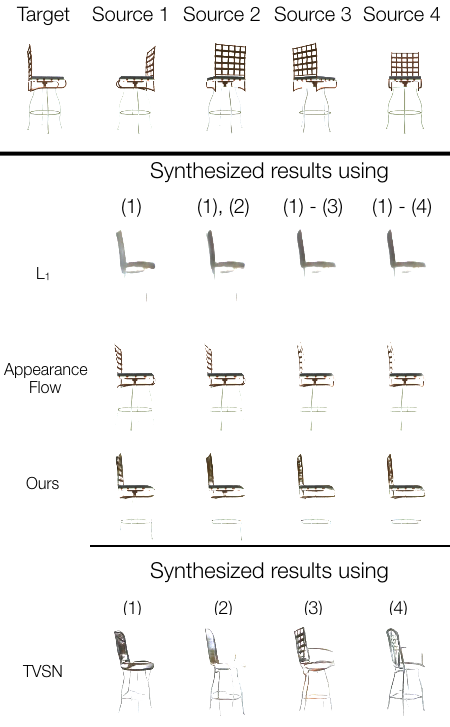 Target Source 1 Source 2 Source 3 Source 4
Synthesized results using
(1) (1), (2) (1) - (3) (1) - (4)
L₁
Appearance
Flow
Ours
Synthesized results using
(1) (2) (3) (4)
TVSN